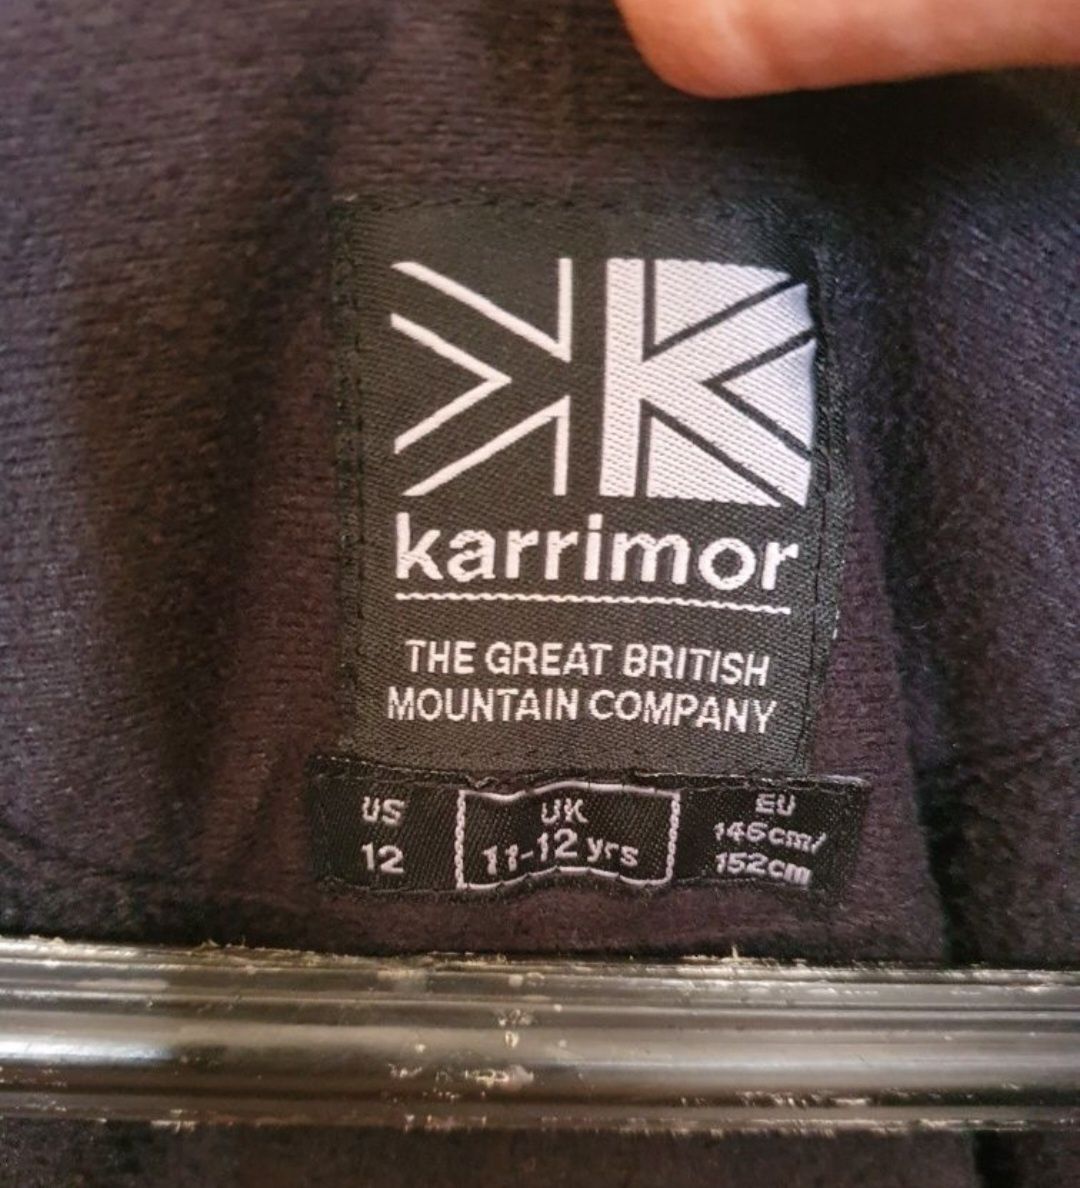 karrimor
THE GREAT BRITISH
MOUNTAIN COMPANY
US
12
UK
11-12 yrs
EU
146cm/
152cm